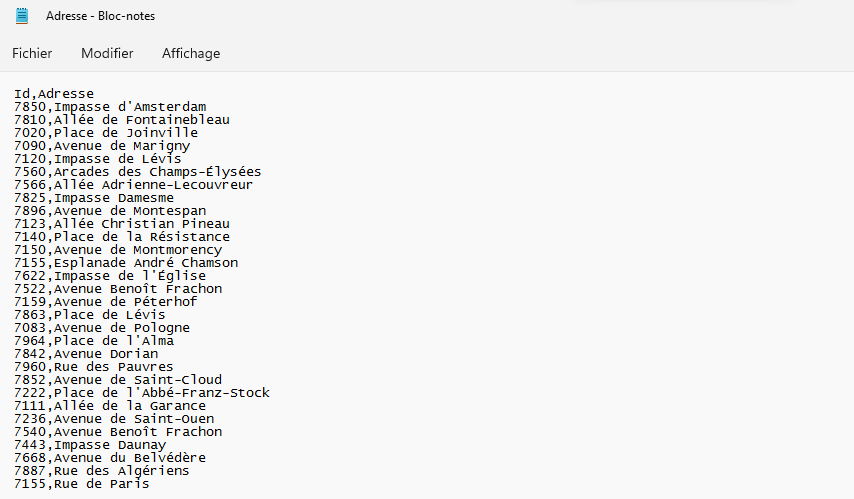 Adresse - Bloc-notes
Fichier Modifier Affichage
Id,Adresse
7850,Impasse d'Amsterdam
7810,Allée de Fontainebleau
7020,Place de Joinville
7090,Avenue de Marigny
7120,Impasse de Lévis
7560,Arcades des Champs-Élysées
7566,Allée Adrienne-Lecouvreur
7825,Impasse Damesme
7896,Avenue de Montespan
7123,Allée Christian Pineau
7140,Place de la Résistance
7150,Avenue de Montmorency
7155,Esplanade André Chamson
7622,Impasse de l'Église
7522,Avenue Benoît Frachon
7159,Avenue de Péterhof
7863,Place de Lévis
7083,Avenue de Pologne
7964,Place de l'Alma
7842,Avenue Dorian
7960,Rue des Pauvres
7852,Avenue de Saint-Cloud
7222,Place de l'Abbé-Franz-Stock
7111,Allée de la Garance
7236,Avenue de Saint-Ouen
7540,Avenue Benoît Frachon
7443,Impasse Daunay
7668,Avenue du Belvédère
7887,Rue des Algériens
7155,Rue de Paris